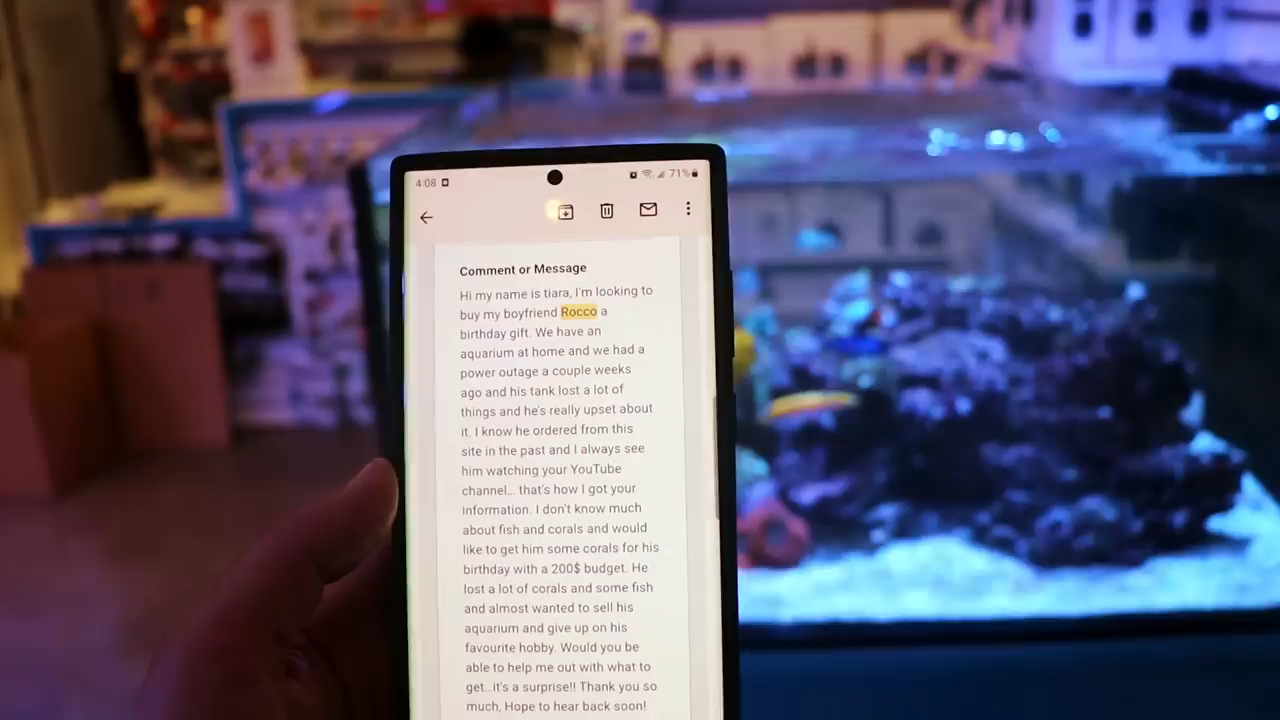 4:08
71%
Comment or Message
Hi my name is tiara, I'm looking to
buy my boyfriend Rocco a
birthday gift. We have an
aquarium at home and we had a
power outage a couple weeks
ago and his tank lost a lot of
things and he's really upset about
it. I know he ordered from this
site in the past and I always see
him watching your YouTube
channel... that's how I got your
information. I don't know much
about fish and corals and would
like to get him some corals for his
birthday with a 200$ budget. He
lost a lot of corals and some fish
and almost wanted to sell his
aquarium and give up on his
favourite hobby. Would you be
able to help me out with what to
get...it's a surprise!! Thank you so
much, Hope to hear back soon!